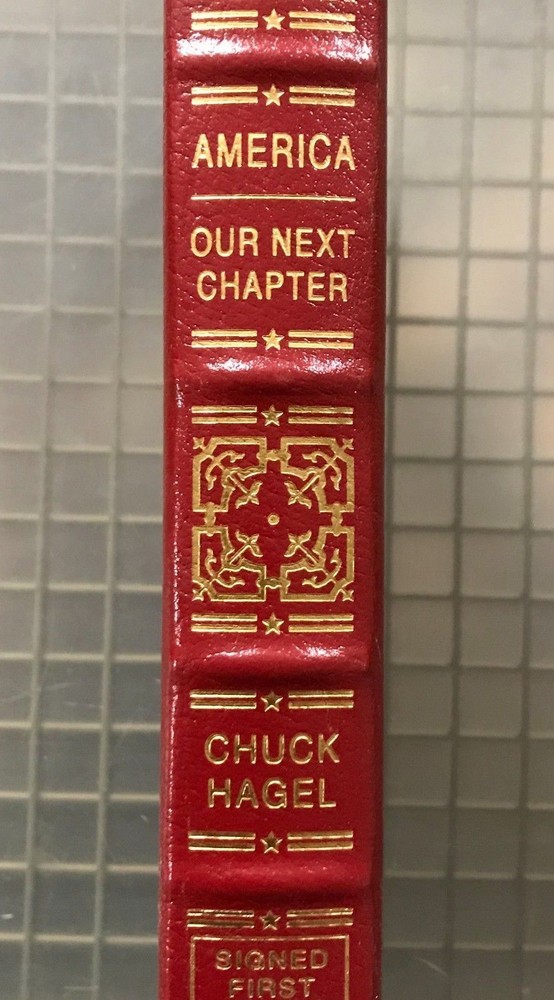 AMERICA
OUR NEXT
CHAPTER
CHUCK
HAGEL
SIGNED
FIRST